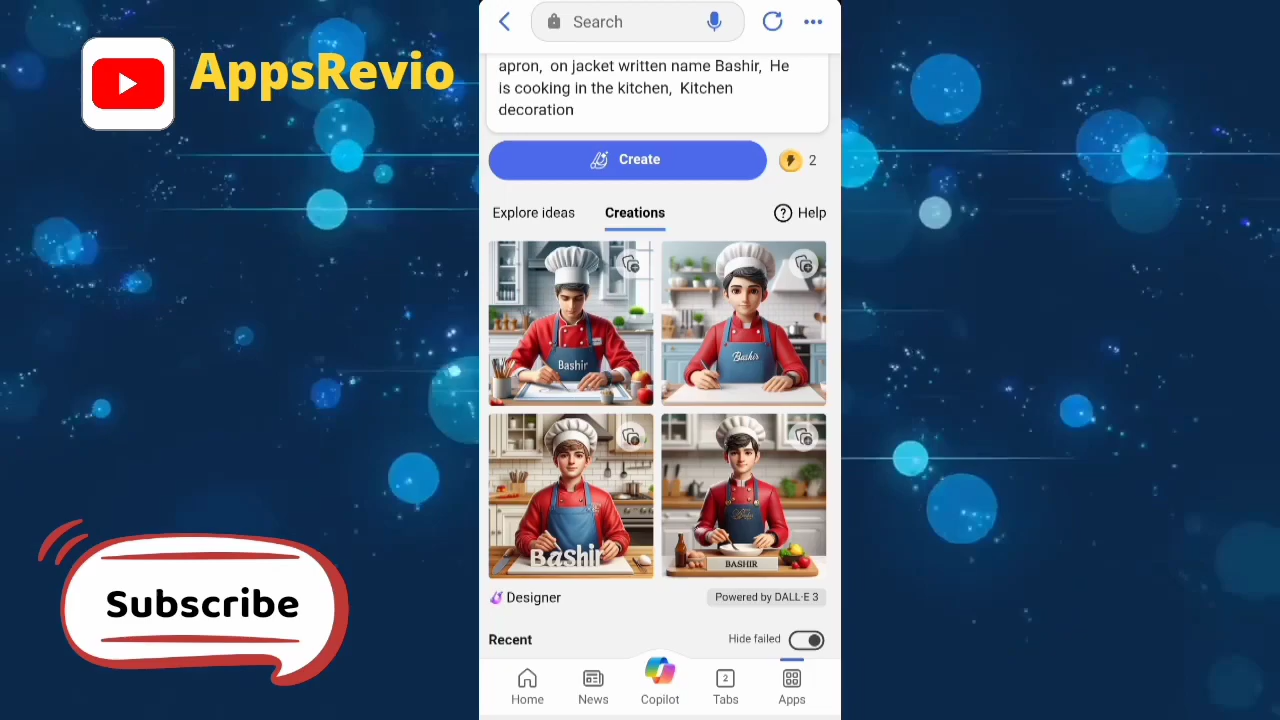 AppsRevio
Subscribe
Search
apron, on jacket written name Bashir, He
is cooking in the kitchen, Kitchen
decoration
Create
2
Explore ideas
Creations
Help
Bashir
Bashir
Bashir
BASHIR
Designer
Powered by DALL·E 3
Recent
Hide failed
Home
News
Copilot
2
Tabs
Apps